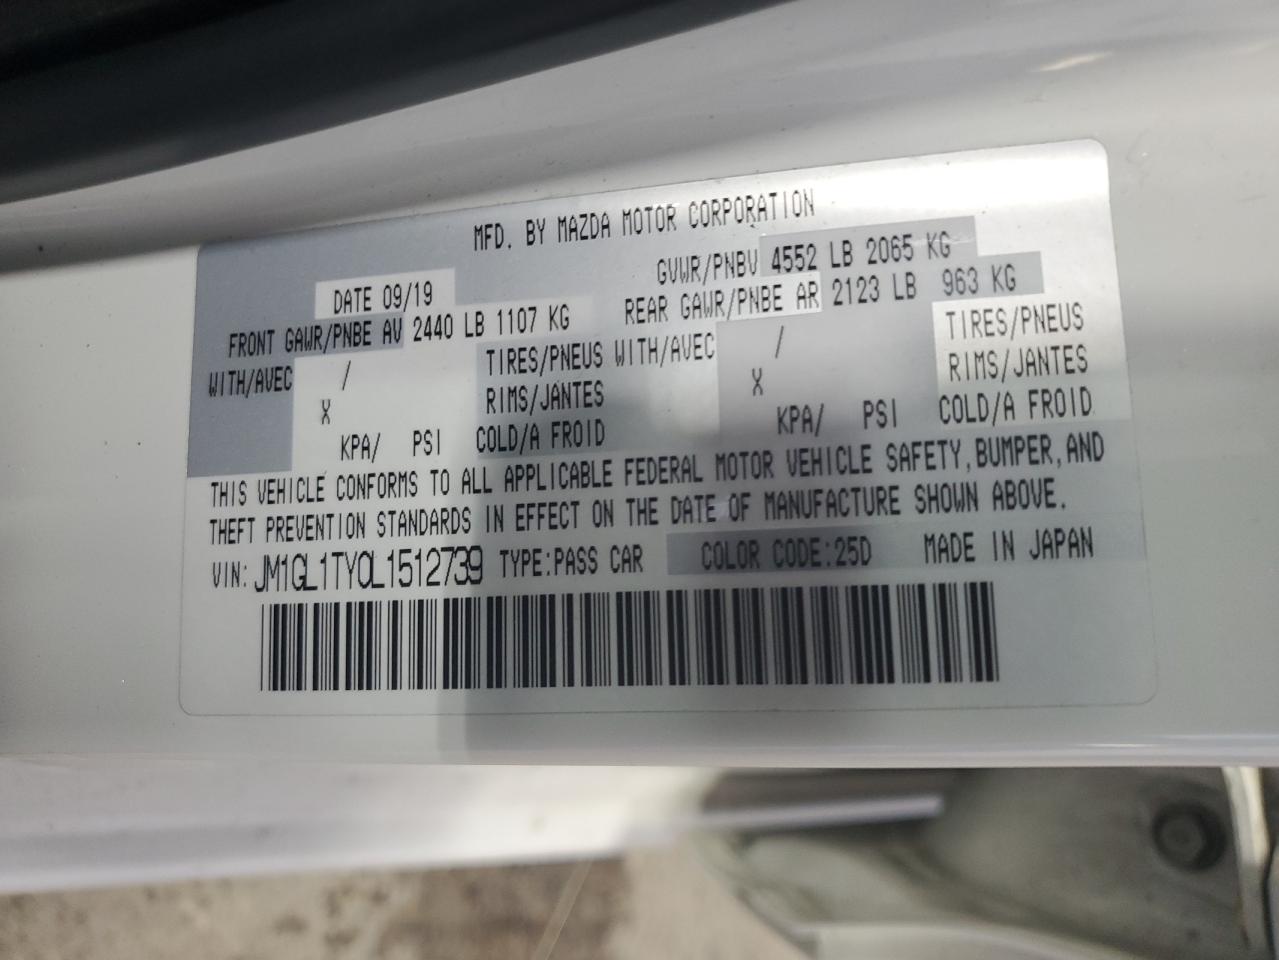 MFD. BY MAZDA MOTOR CORPORATION
DATE 09/19 GVWR/PNBV 4552 LB 2065 KG
FRONT GAWR/PNBE AV 2440 LB 1107 KG REAR GAWR/PNBE AR 2123 LB 963 KG
WITH/AVEC / TIRES/PNEUS WITH/AVEC / TIRES/PNEUS
X RIMS/JANTES X RIMS/JANTES
KPA/ PSI COLD/A FROID KPA/ PSI COLD/A FROID
THIS VEHICLE CONFORMS TO ALL APPLICABLE FEDERAL MOTOR VEHICLE SAFETY, BUMPER, AND
THEFT PREVENTION STANDARDS IN EFFECT ON THE DATE OF MANUFACTURE SHOWN ABOVE.
VIN: JM1GL1TY0L1512739 TYPE:PASS CAR COLOR CODE:25D MADE IN JAPAN